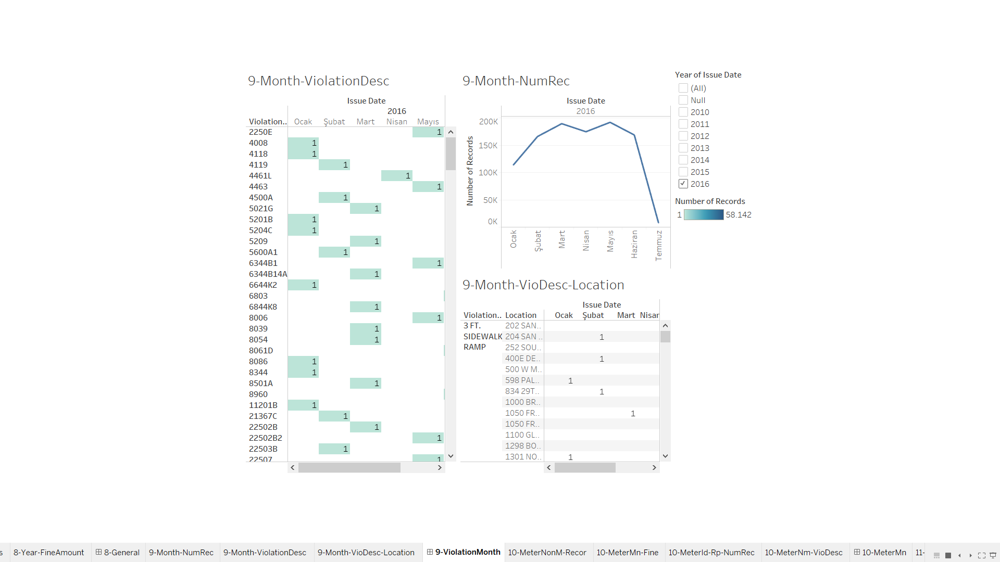 9-Month-ViolationDesc
Issue Date
2016
Violation.. Ocak Şubat Mart Nisan Mayıs
2250E 1
4008 1
4118 1
4119 1
4461L 1
4463 1
4500A 1
5021G 1
5201B 1
5204C 1
5209 1
5600A1 1
6344B1 1
6344B14A 1
6644K2 1
6803
6844K8 1
8006 1
8039 1
8054 1
8061D
8086 1
8344 1
8501A 1
8960
11201B 1
21367C 1
22502B 1
22502B2 1
22503B 1
22507 1
9-Month-NumRec
Issue Date
2016
Number of Records
200K
150K
100K
50K
0K
Ocak Şubat Mart Nisan Mayıs Haziran Temmuz
9-Month-VioDesc-Location
Issue Date
Violation.. Location Ocak Şubat Mart Nisan
3 FT. 202 SAN..
SIDEWALK 204 SAN .. 1
RAMP 252 SOU..
400E DE.. 1
500 W M..
598 PAL.. 1
834 29T.. 1
1000 BR..
1050 FR.. 1
1050 FR..
1100 GL..
1298 BO..
1301 NO.. 1
Year of Issue Date
(All)
Null
2010
2011
2012
2013
2014
2015
2016
Number of Records
1 58.142
s 8-Year-FineAmount 8-General 9-Month-NumRec 9-Month-ViolationDesc 9-Month-VioDesc-Location 9-ViolationMonth 10-MeterNonM-Recor 10-MeterMn-Fine 10-MeterId-Rp-NumRec 10-MeterNm-VioDesc 10-MeterMn 11-